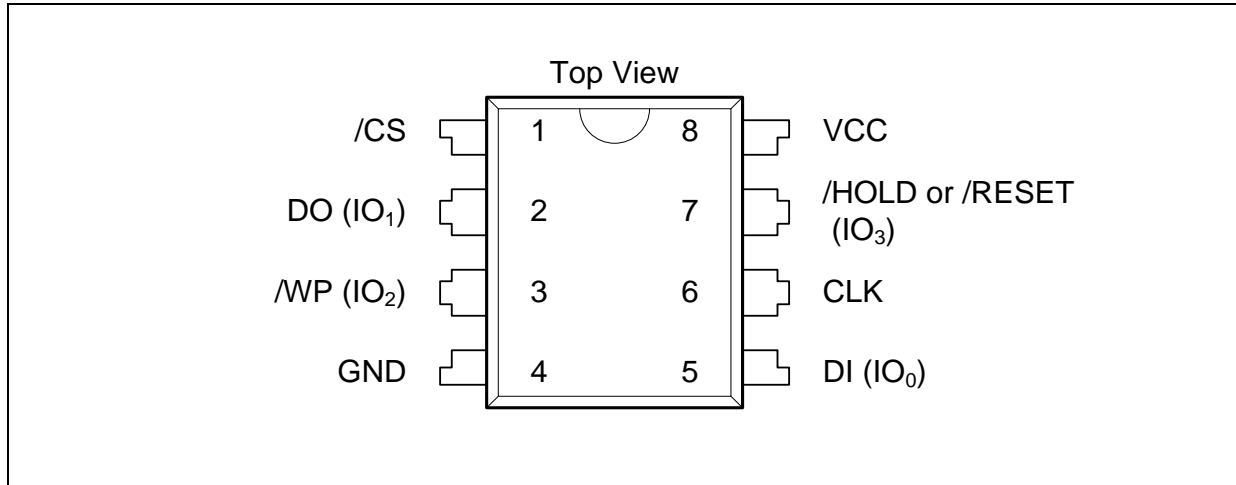 Top View
/CS 1 8 VCC
DO (IO₁) 2 7 /HOLD or /RESET
(IO₃)
/WP (IO₂) 3 6 CLK
GND 4 5 DI (IO₀)